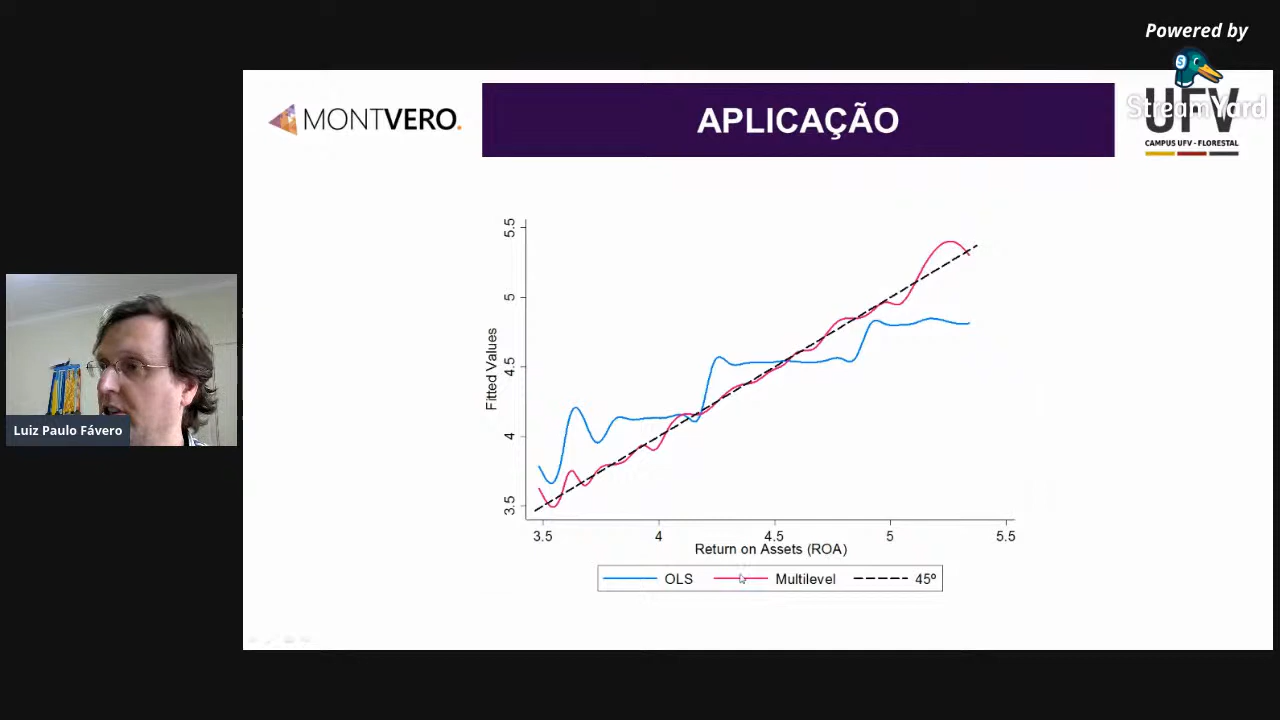 Powered by
StreamYard
MONTVERO.
APLICAÇÃO
UFV
CAMPUS UFV - FLORESTAL
5.5
5
4.5
4
3.5
Fitted Values
3.5 4 4.5 5 5.5
Return on Assets (ROA)
OLS Multilevel 45º
Luiz Paulo Fávero